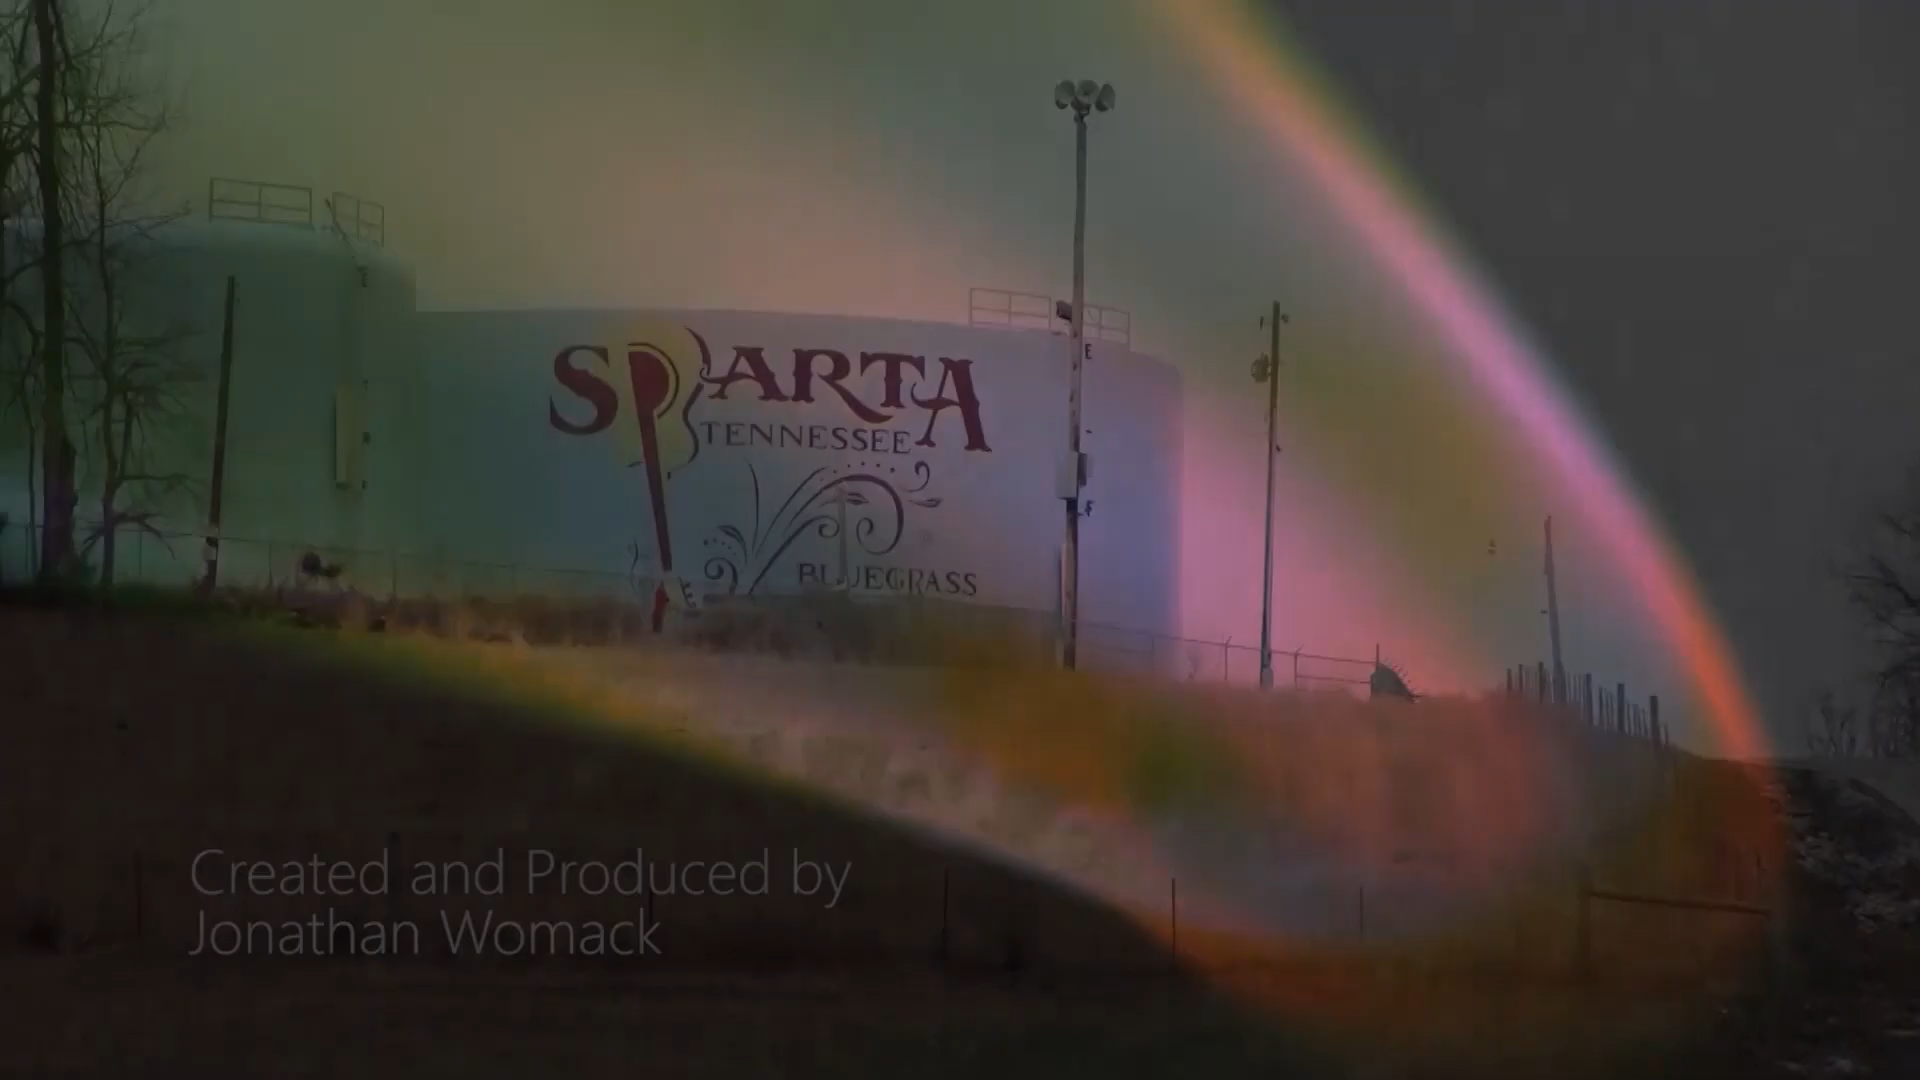 SPARTA
TENNESSEE
BLUEGRASS
Created and Produced by
Jonathan Womack